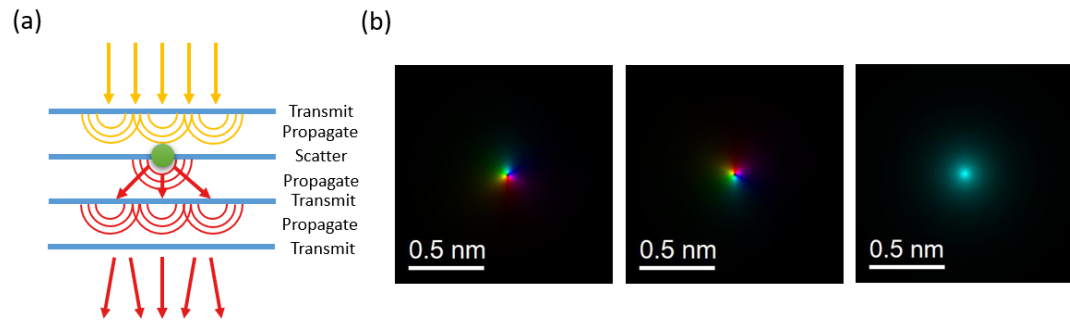 (a)
Transmit
Propagate
Scatter
Propagate
Transmit
Propagate
Transmit
(b)
0.5 nm
0.5 nm
0.5 nm